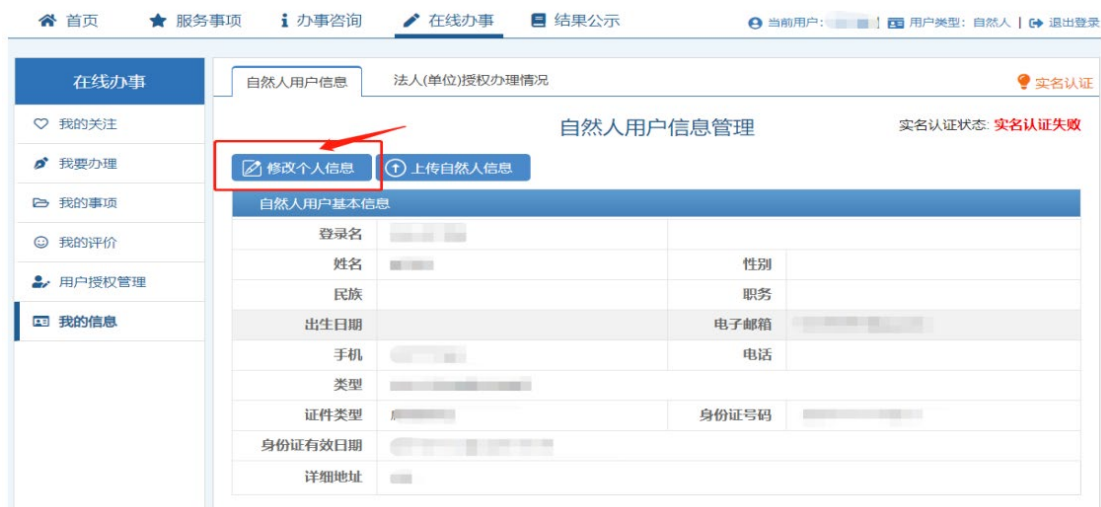 首页 服务事项 办事咨询 在线办事 结果公示 当前用户: 用户类型: 自然人 | 退出登录
在线办事
我的关注
我要办理
我的事项
我的评价
用户授权管理
我的信息
自然人用户信息 法人(单位)授权办理情况 实名认证
自然人用户信息管理 实名认证状态: 实名认证失败
修改个人信息 上传自然人信息
自然人用户基本信息
登录名
姓名 性别
民族 职务
出生日期 电子邮箱
手机 电话
类型
证件类型 身份证号码
身份证有效日期
详细地址